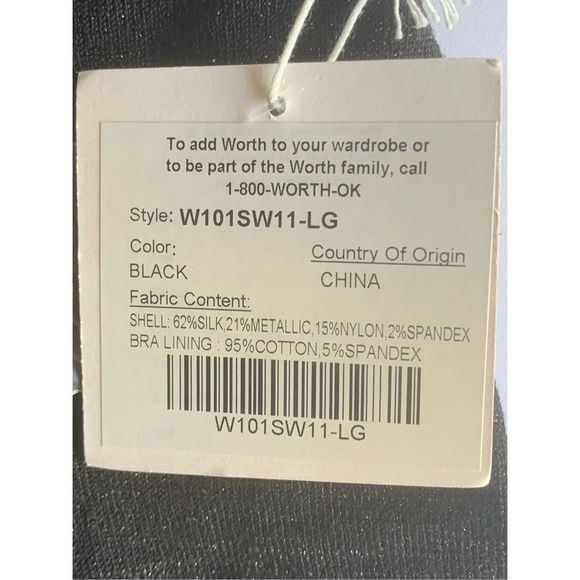 To add Worth to your wardrobe or
to be part of the Worth family, call
1-800-WORTH-OK
Style: W101SW11-LG
Color: Country Of Origin
BLACK CHINA
Fabric Content:
SHELL: 62%SILK,21%METALLIC,15%NYLON,2%SPANDEX
BRA LINING : 95%COTTON,5%SPANDEX
W101SW11-LG